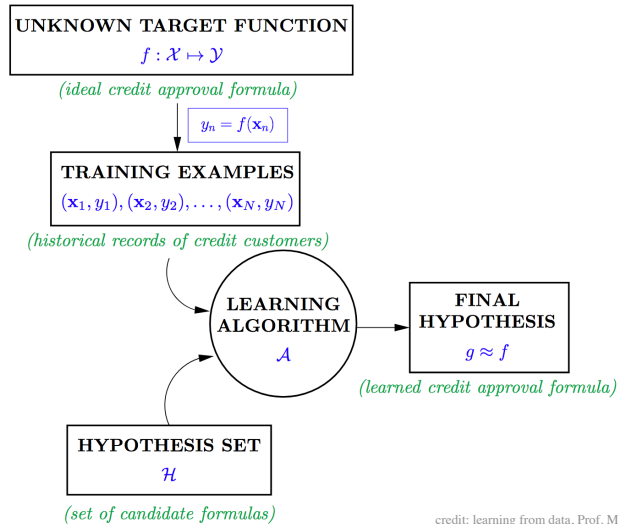 UNKNOWN TARGET FUNCTION
f : 𝒳 ↦ 𝒴
(ideal credit approval formula)
yₙ = f(𝐱ₙ)
TRAINING EXAMPLES
(𝐱₁, y₁), (𝐱₂, y₂), . . . , (𝐱_N, y_N)
(historical records of credit customers)
LEARNING
ALGORITHM
𝒜
FINAL
HYPOTHESIS
g ≈ f
(learned credit approval formula)
HYPOTHESIS SET
ℋ
(set of candidate formulas)
credit: learning from data, Prof. M